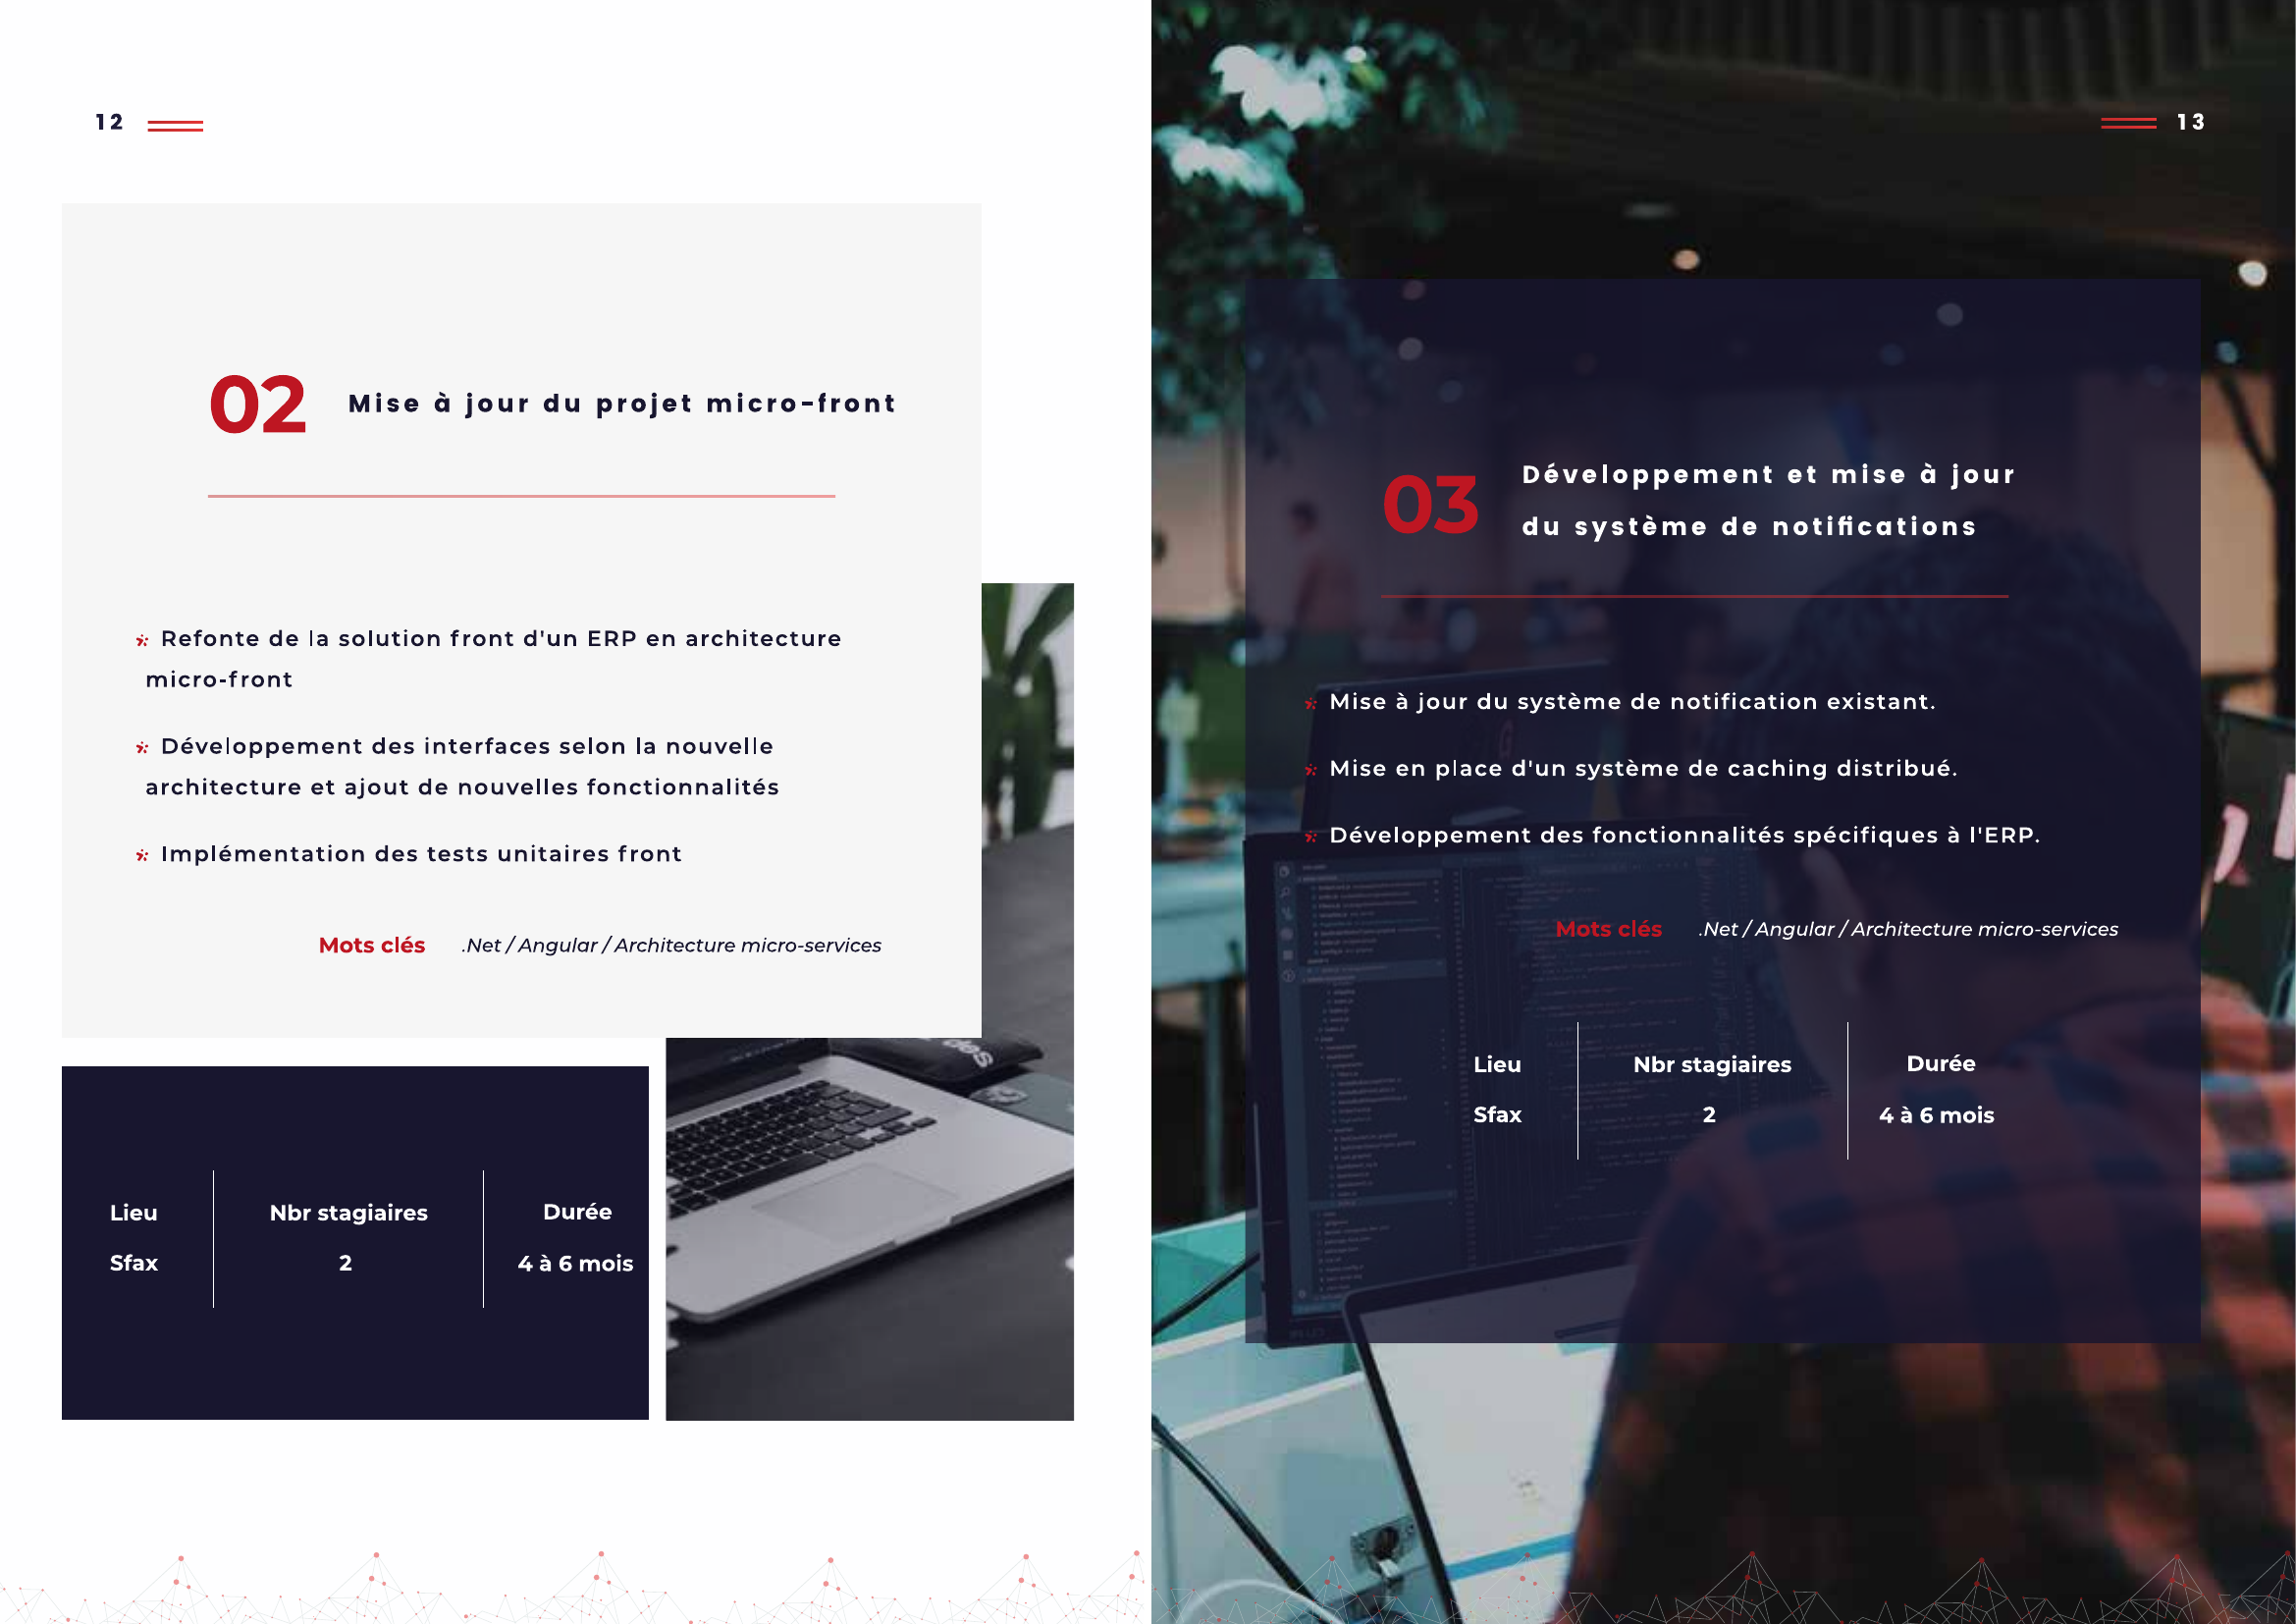 12
02
Mise à jour du projet micro-front
Refonte de la solution front d'un ERP en architecture
micro-front
Développement des interfaces selon la nouvelle
architecture et ajout de nouvelles fonctionnalités
Implémentation des tests unitaires front
Mots clés .Net / Angular / Architecture micro-services
Lieu Nbr stagiaires Durée
Sfax 2 4 à 6 mois
13
03
Développement et mise à jour
du système de notifications
Mise à jour du système de notification existant.
Mise en place d'un système de caching distribué.
Développement des fonctionnalités spécifiques à l'ERP.
Mots clés .Net / Angular / Architecture micro-services
Lieu Nbr stagiaires Durée
Sfax 2 4 à 6 mois